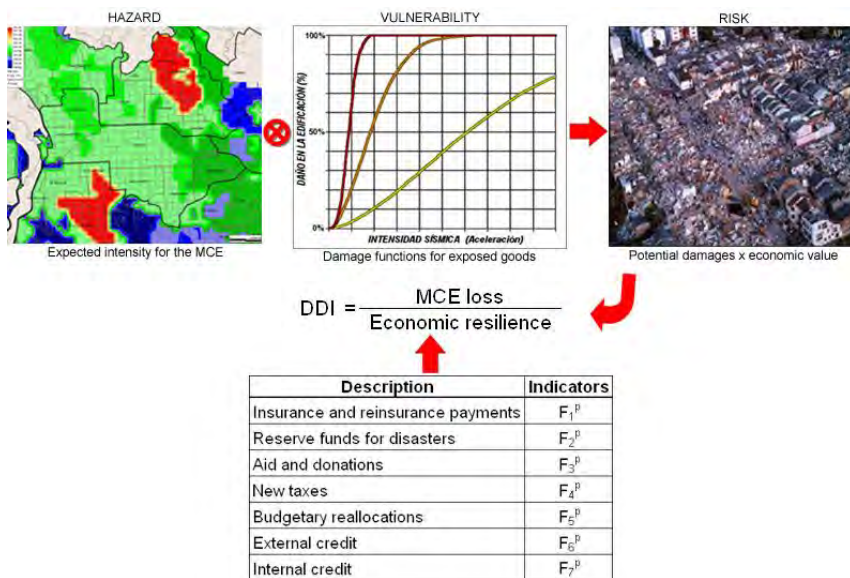 HAZARD
VULNERABILITY
RISK
100%
50%
0%
DAÑO EN LA EDIFICACIÓN (%)
INTENSIDAD SÍSMICA (Aceleración)
Expected intensity for the MCE
Damage functions for exposed goods
Potential damages x economic value
DDI = MCE loss
Economic resilience
Description Indicators
Insurance and reinsurance payments F₁ᵖ
Reserve funds for disasters F₂ᵖ
Aid and donations F₃ᵖ
New taxes F₄ᵖ
Budgetary reallocations F₅ᵖ
External credit F₆ᵖ
Internal credit F₇ᵖ